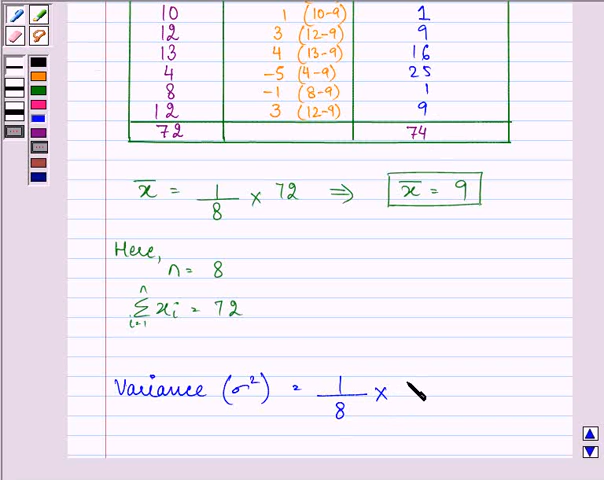 10 1 (10-9) 1
12 3 (12-9) 9
13 4 (13-9) 16
4 -5 (4-9) 25
8 -1 (8-9) 1
12 3 (12-9) 9
72 74
x̄ = 1/8 × 72 ⇒ x̄ = 9
Here,
n = 8
n
Σ xi = 72
i=1
Variance (σ²) = 1/8 ×